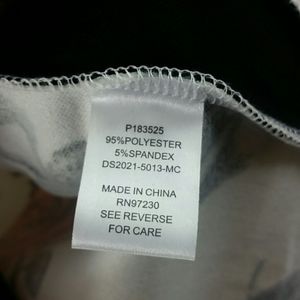 P183525
95%POLYESTER
5%SPANDEX
DS2021-5013-MC
MADE IN CHINA
RN97230
SEE REVERSE
FOR CARE